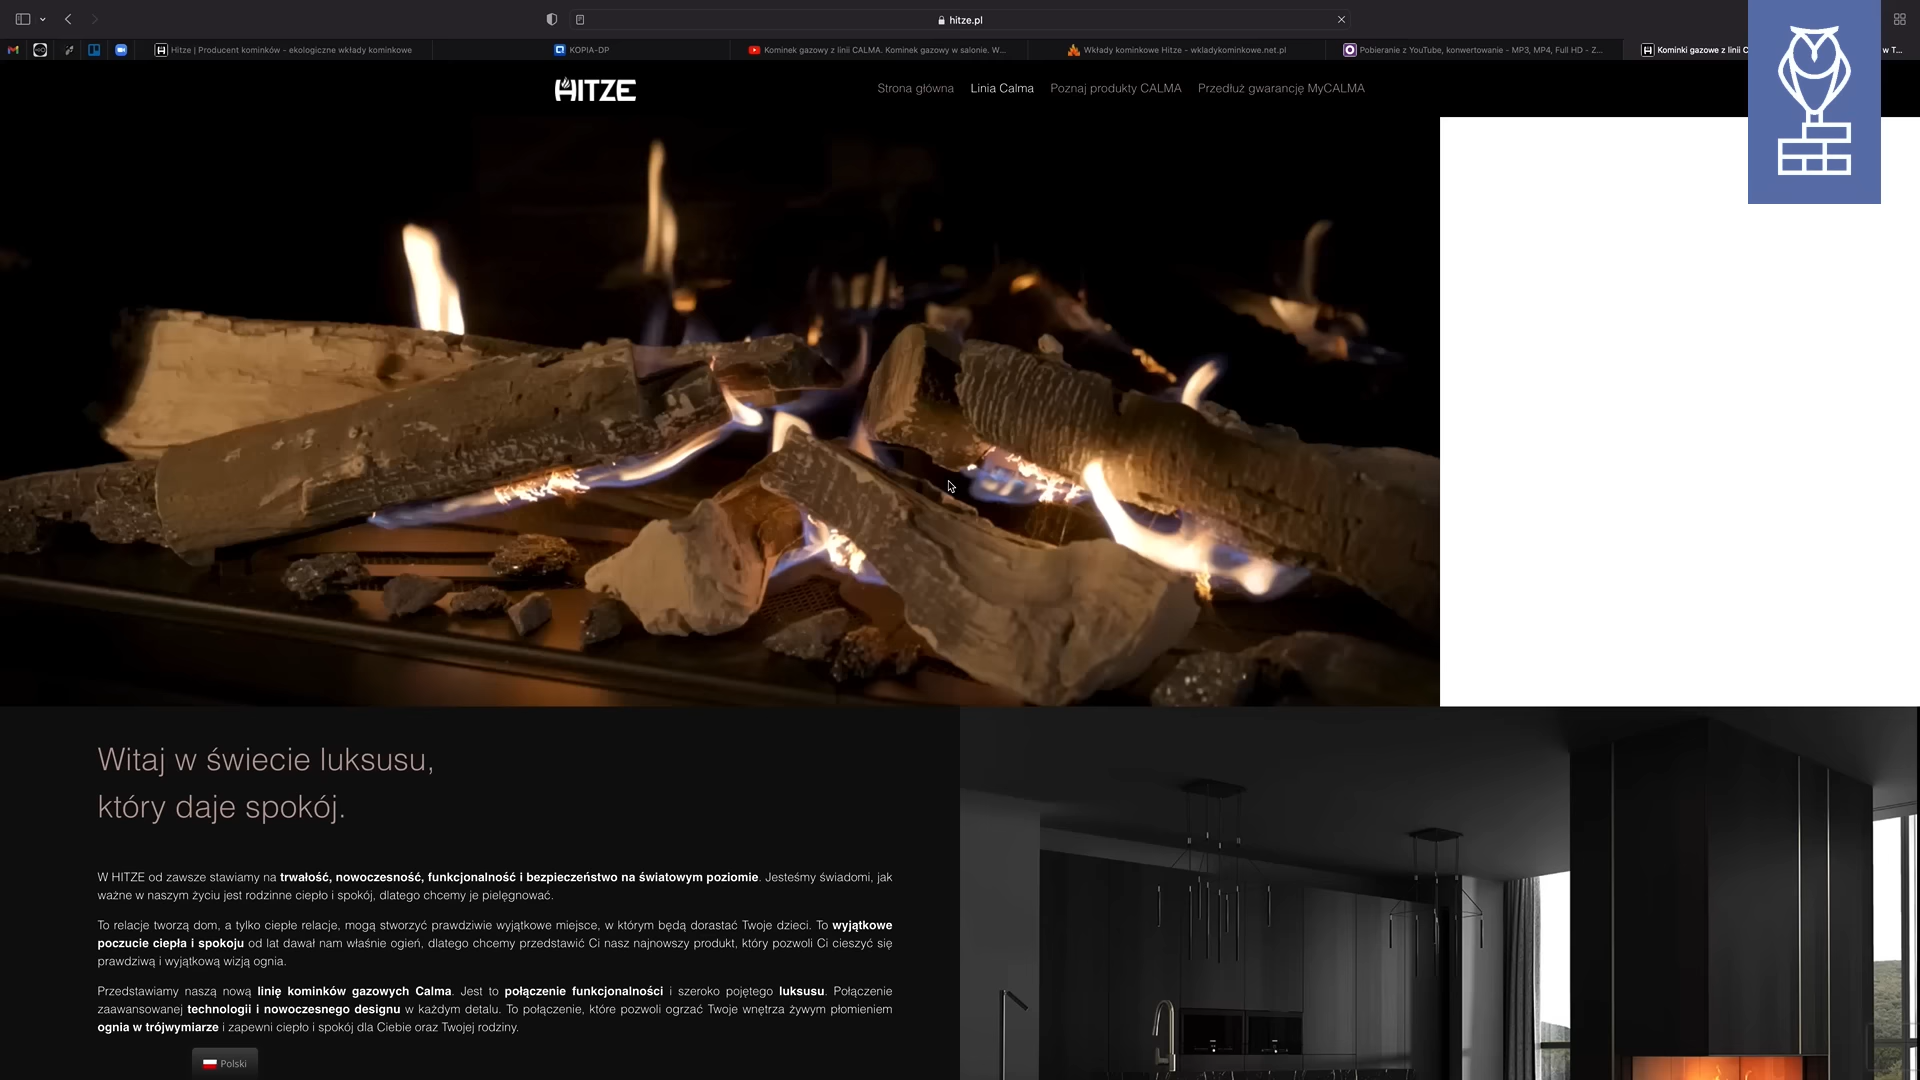 hitze.pl
Hitze | Producent kominków - ekologiczne wkłady kominkowe
KOPIA-DP
Kominek gazowy z linii CALMA. Kominek gazowy w salonie. W...
Wkłady kominkowe Hitze - wkladykominkowe.net.pl
Pobieranie z YouTube, konwertowanie - MP3, MP4, Full HD - Z...
Kominki gazowe z linii C
w T...
HITZE
Strona główna
Linia Calma
Poznaj produkty CALMA
Przedłuż gwarancję MyCALMA
Witaj w świecie luksusu,
który daje spokój.
W HITZE od zawsze stawiamy na trwałość, nowoczesność, funkcjonalność i bezpieczeństwo na światowym poziomie. Jesteśmy świadomi, jak
ważne w naszym życiu jest rodzinne ciepło i spokój, dlatego chcemy je pielęgnować.
To relacje tworzą dom, a tylko ciepłe relacje, mogą stworzyć prawdziwie wyjątkowe miejsce, w którym będą dorastać Twoje dzieci. To wyjątkowe
poczucie ciepła i spokoju od lat dawał nam właśnie ogień, dlatego chcemy przedstawić Ci nasz najnowszy produkt, który pozwoli Ci cieszyć się
prawdziwą i wyjątkową wizją ognia.
Przedstawiamy naszą nową linię kominków gazowych Calma. Jest to połączenie funkcjonalności i szeroko pojętego luksusu. Połączenie
zaawansowanej technologii i nowoczesnego designu w każdym detalu. To połączenie, które pozwoli ogrzać Twoje wnętrza żywym płomieniem
ognia w trójwymiarze i zapewni ciepło i spokój dla Ciebie oraz Twojej rodziny.
Polski